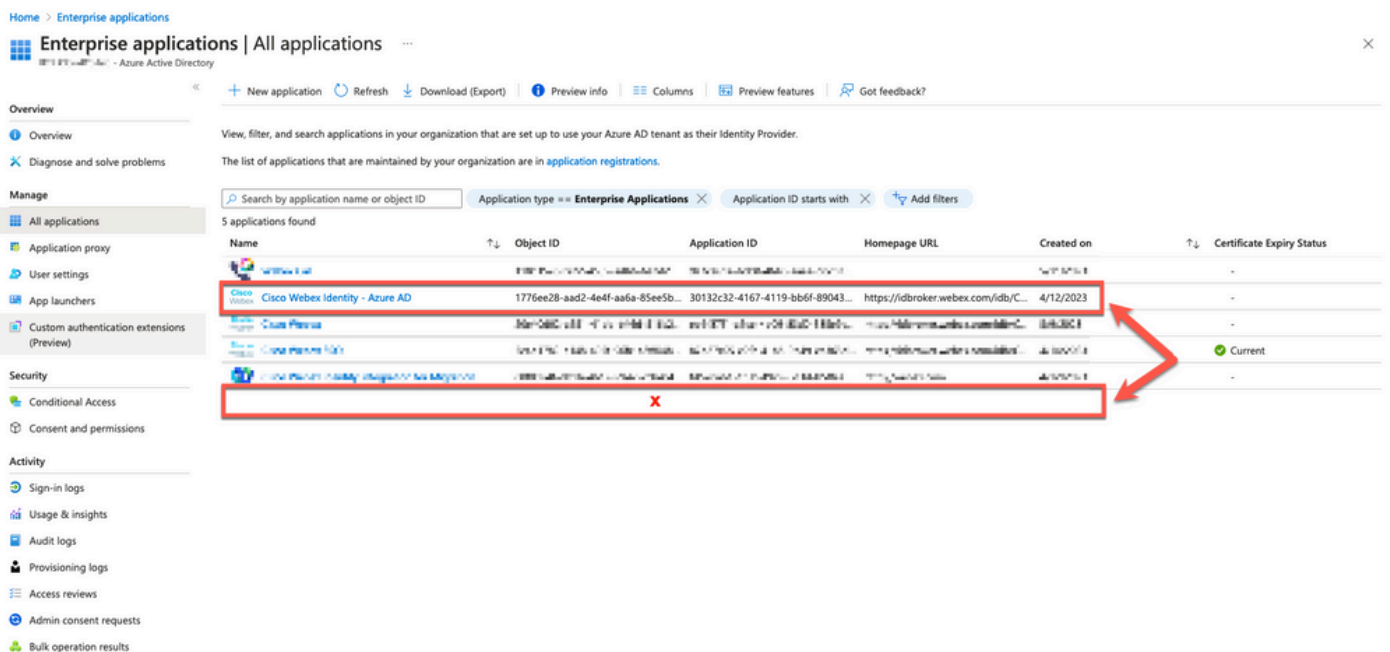 Home > Enterprise applications
Enterprise applications | All applications ...
- Azure Active Directory
Overview
Overview
Diagnose and solve problems
Manage
All applications
Application proxy
User settings
App launchers
Custom authentication extensions
(Preview)
Security
Conditional Access
Consent and permissions
Activity
Sign-in logs
Usage & insights
Audit logs
Provisioning logs
Access reviews
Admin consent requests
Bulk operation results
New application Refresh Download (Export) Preview info Columns Preview features Got feedback?
View, filter, and search applications in your organization that are set up to use your Azure AD tenant as their Identity Provider.
The list of applications that are maintained by your organization are in application registrations.
Search by application name or object ID Application type == Enterprise Applications Application ID starts with Add filters
5 applications found
Name Object ID Application ID Homepage URL Created on Certificate Expiry Status
-
Cisco Webex Cisco Webex Identity - Azure AD 1776ee28-aad2-4e4f-aa6a-85ee5b... 30132c32-4167-4119-bb6f-89043... https://idbroker.webex.com/idb/C... 4/12/2023 -
-
Current
-
X